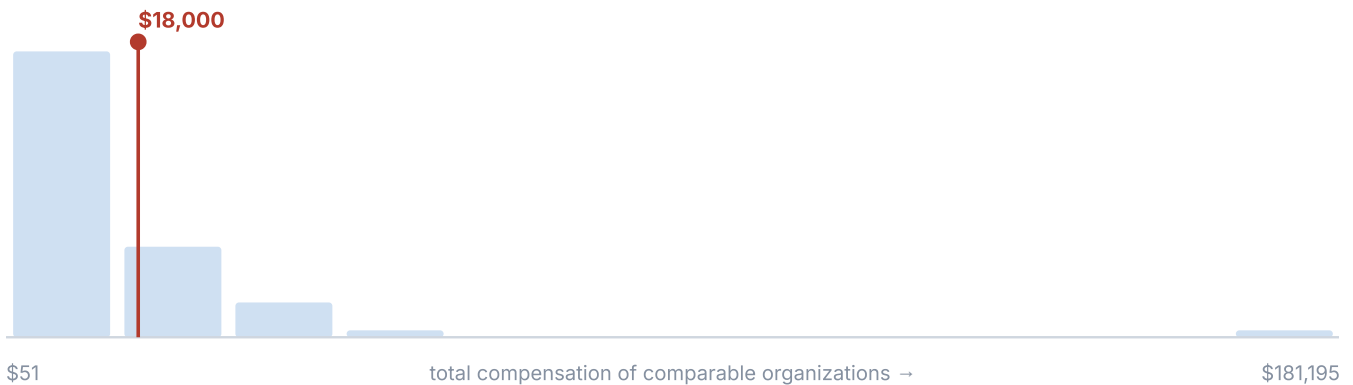 $18,000
$51 total compensation of comparable organizations → $181,195